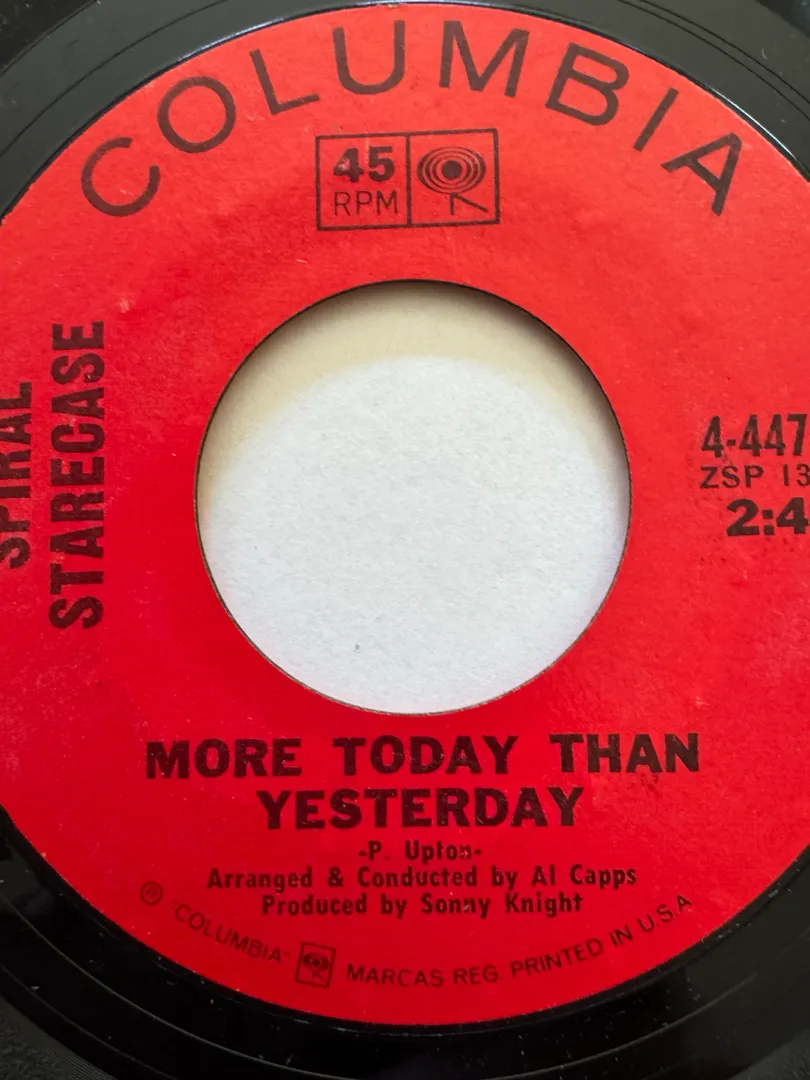 COLUMBIA
45
RPM
SPIRAL
STARECASE
4-447
ZSP 13
2:4
MORE TODAY THAN
YESTERDAY
-P. Upton-
Arranged & Conducted by Al Capps
Produced by Sonny Knight
® "COLUMBIA" MARCAS REG. PRINTED IN U.S.A